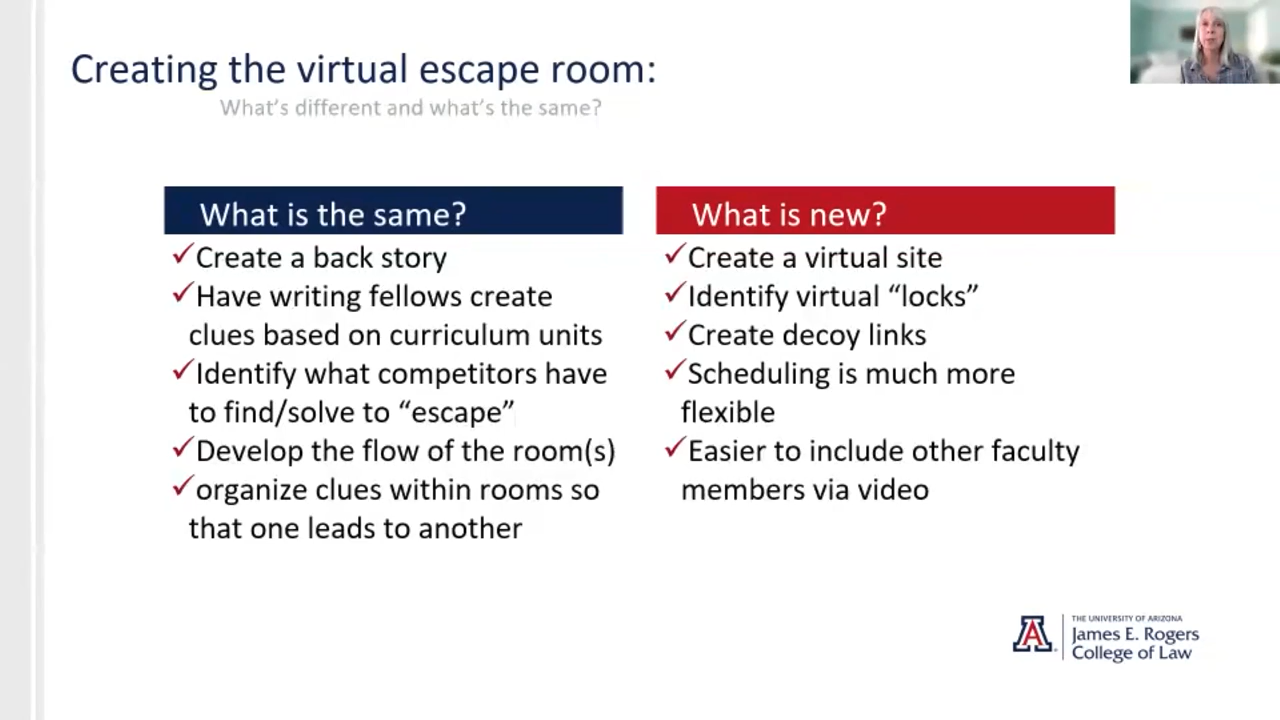 Creating the virtual escape room:
What's different and what's the same?
What is the same?
✓Create a back story
✓Have writing fellows create
clues based on curriculum units
✓Identify what competitors have
to find/solve to “escape”
✓Develop the flow of the room(s)
✓organize clues within rooms so
that one leads to another
What is new?
✓Create a virtual site
✓Identify virtual “locks”
✓Create decoy links
✓Scheduling is much more
flexible
✓Easier to include other faculty
members via video
A
THE UNIVERSITY OF ARIZONA
James E. Rogers
College of Law